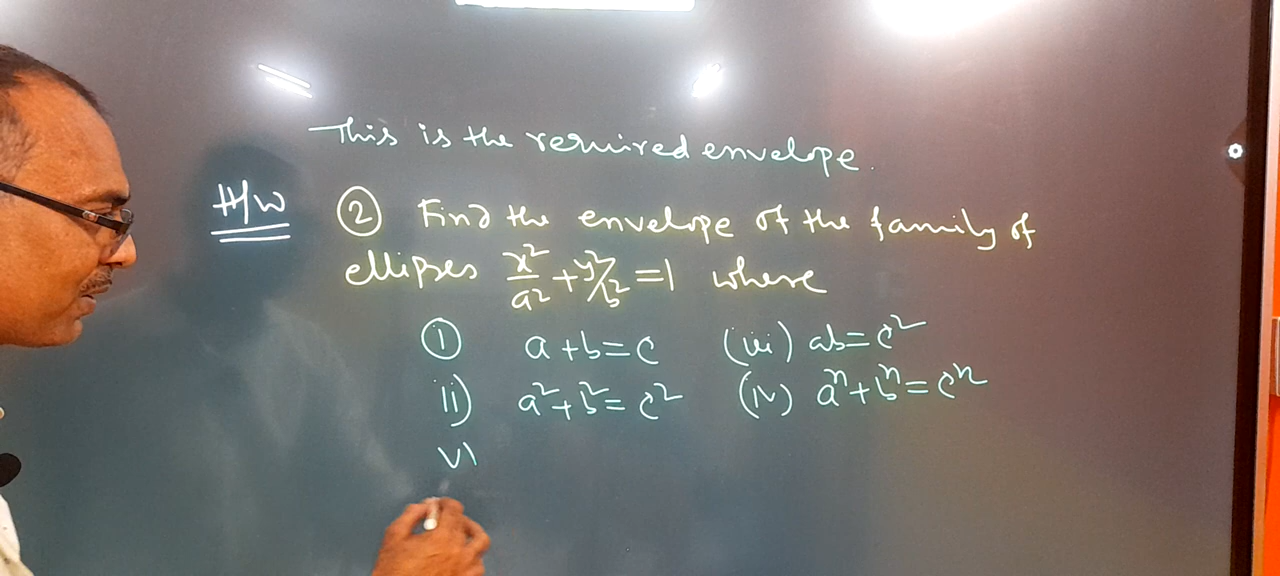 This is the required envelope.
H/W ② Find the envelope of the family of
ellipses x²/a² + y²/b² = 1 where
① a+b=c (iii) ab=c²
ii) a²+b²=c² (iv) aⁿ+bⁿ=cⁿ
v)